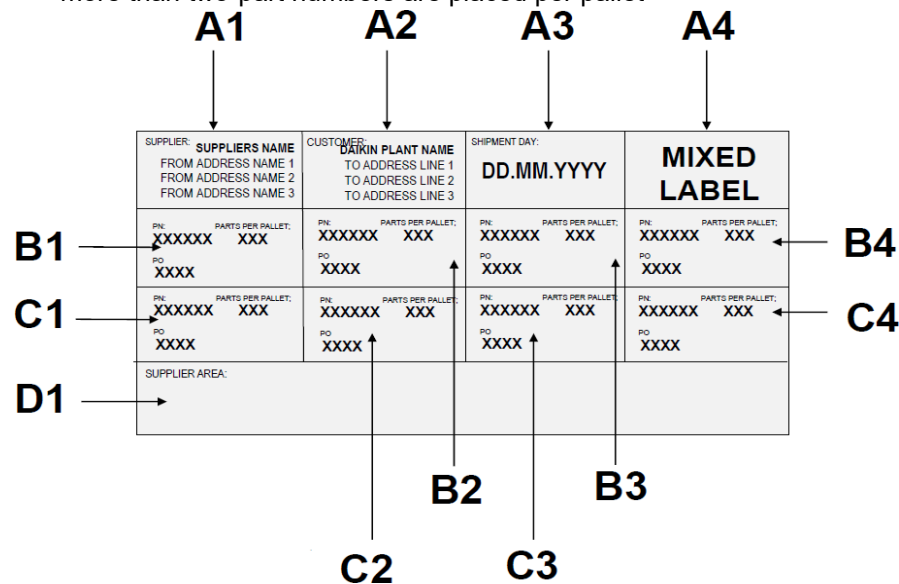 more than two part numbers are placed per pallet
A1 A2 A3 A4
SUPPLIER: SUPPLIERS NAME
FROM ADDRESS NAME 1
FROM ADDRESS NAME 2
FROM ADDRESS NAME 3
CUSTOMER: DAIKIN PLANT NAME
TO ADDRESS LINE 1
TO ADDRESS LINE 2
TO ADDRESS LINE 3
SHIPMENT DAY:
DD.MM.YYYY
MIXED
LABEL
B1
PN: PARTS PER PALLET;
XXXXXX XXX
PO
XXXX
PN: PARTS PER PALLET;
XXXXXX XXX
PO
XXXX
PN: PARTS PER PALLET;
XXXXXX XXX
PO
XXXX
PN: PARTS PER PALLET;
XXXXXX XXX
PO
XXXX
B4
C1
PN: PARTS PER PALLET;
XXXXXX XXX
PO
XXXX
PN: PARTS PER PALLET;
XXXXXX XXX
PO
XXXX
PN: PARTS PER PALLET;
XXXXXX XXX
PO
XXXX
PN: PARTS PER PALLET;
XXXXXX XXX
PO
XXXX
C4
D1
SUPPLIER AREA:
B2 B3
C2 C3